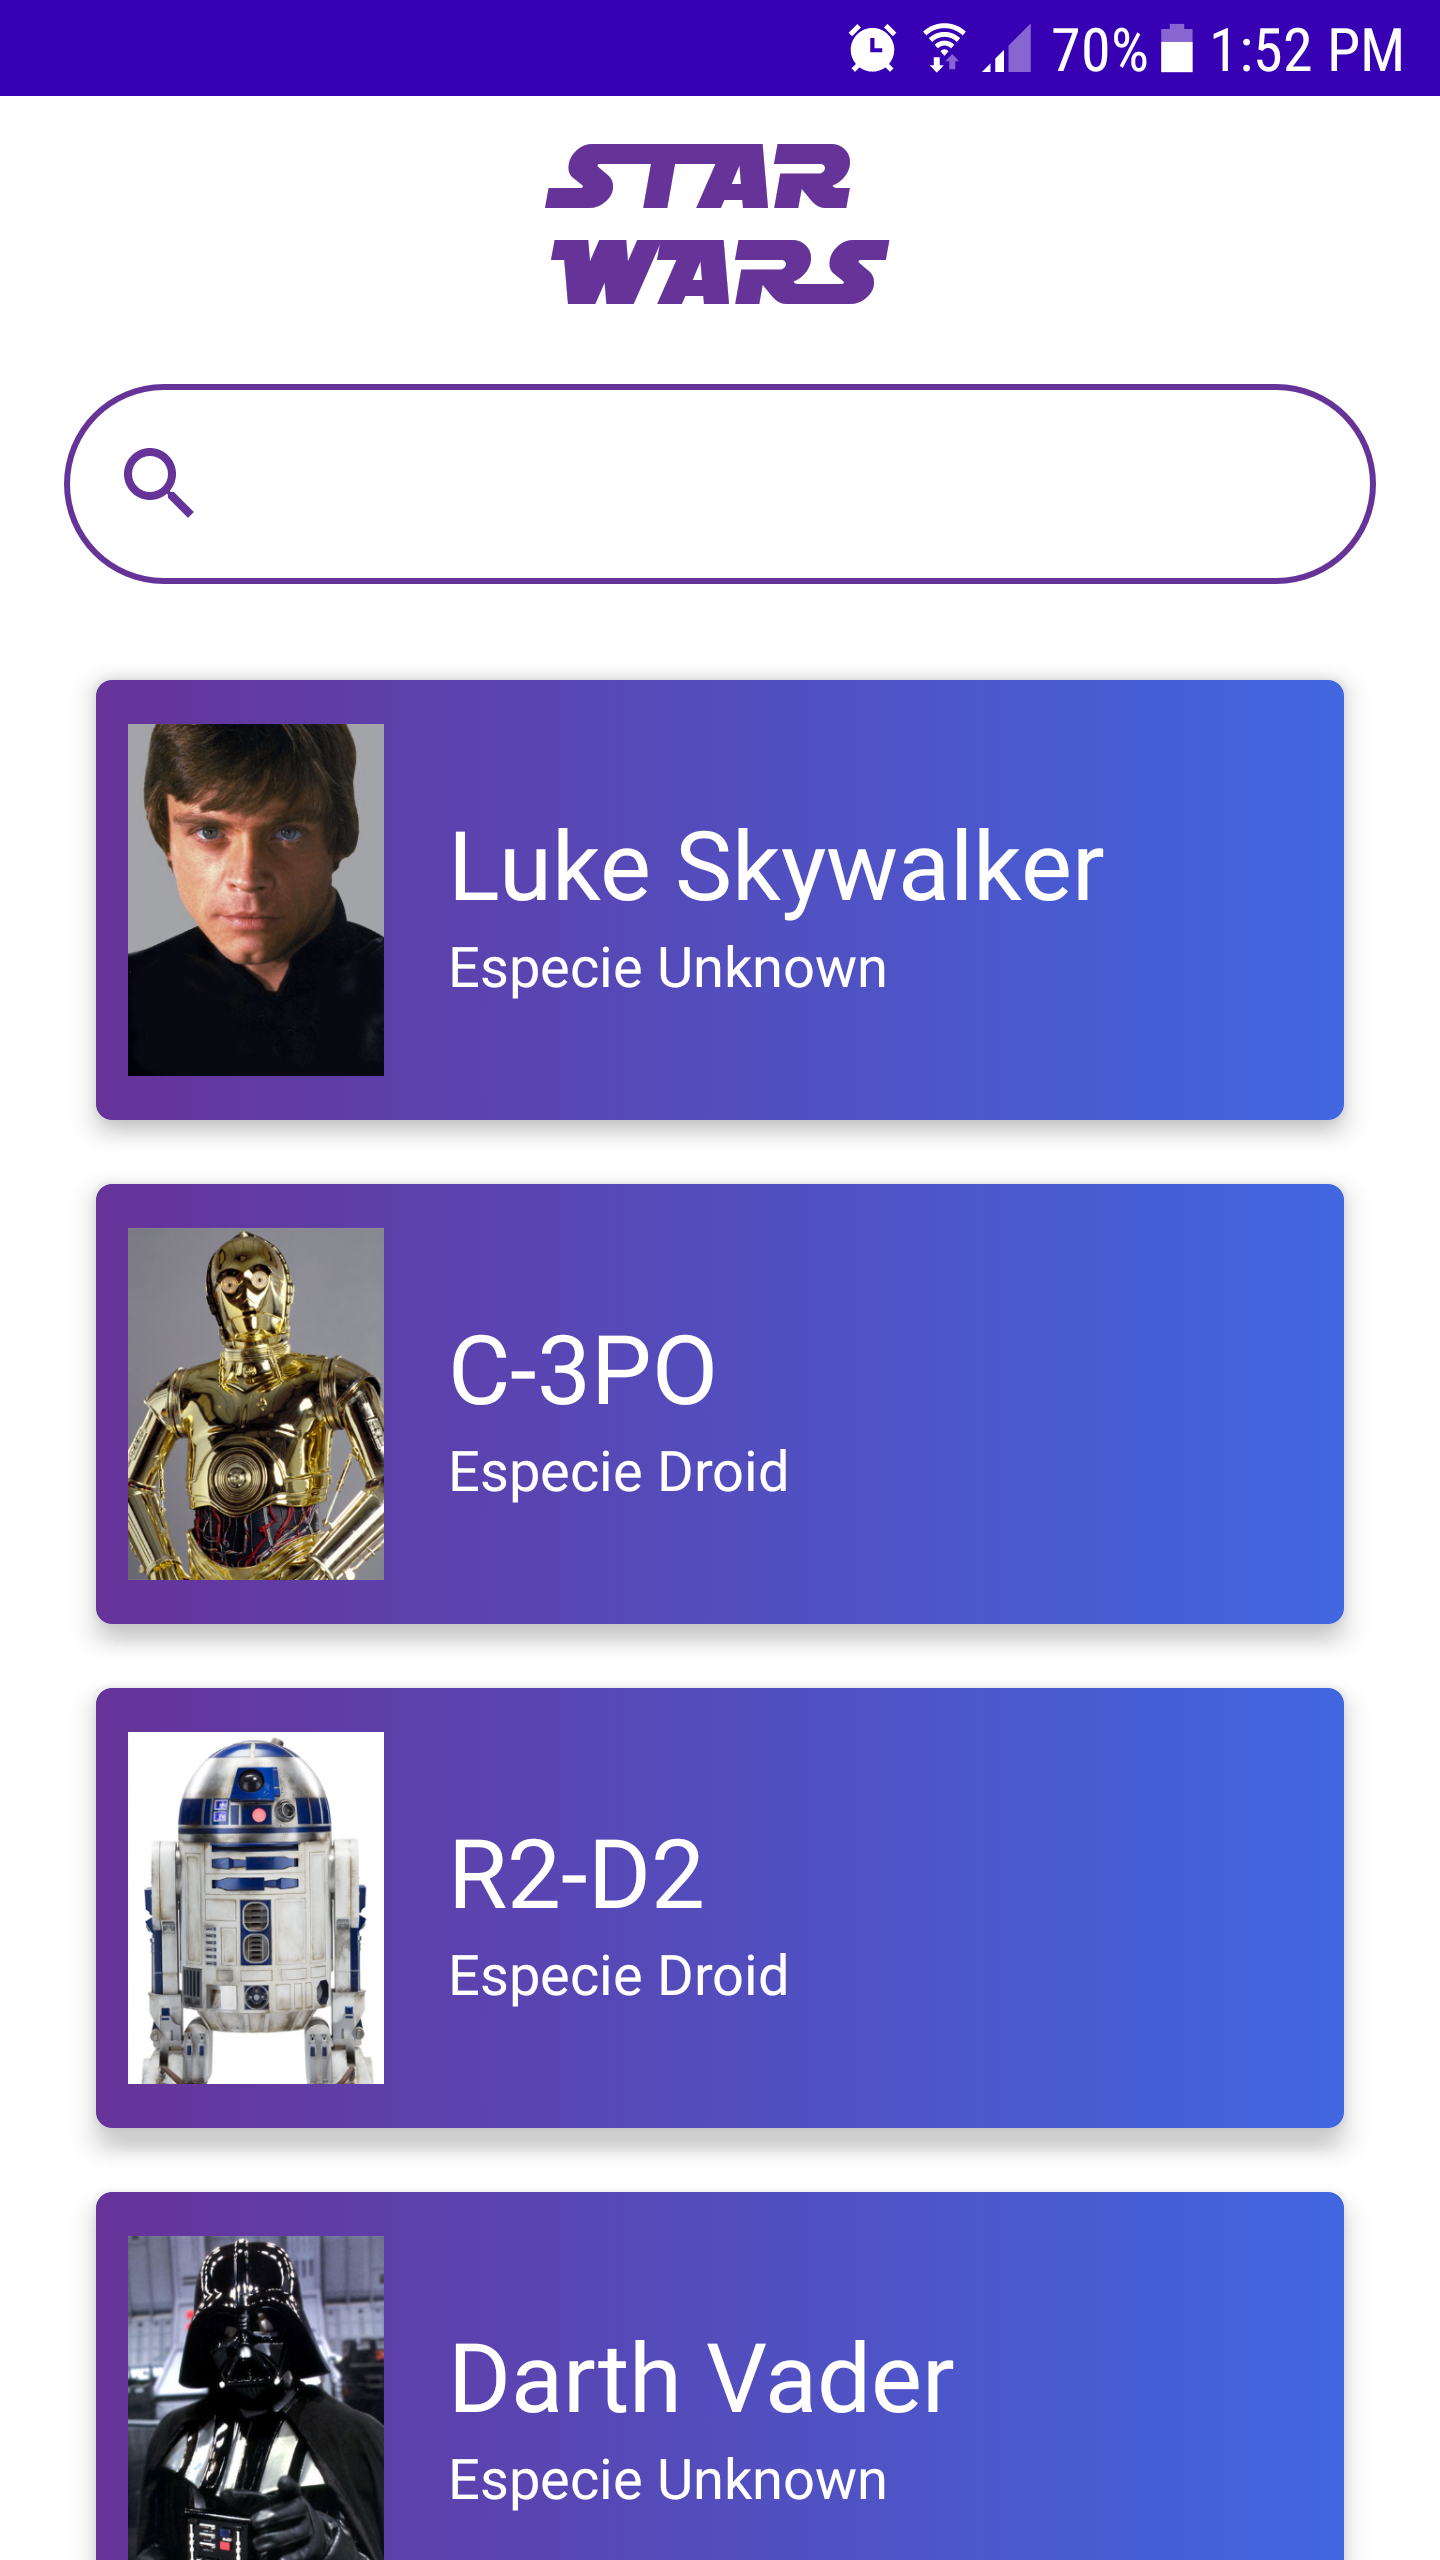 70% 1:52 PM
STAR
WARS
Luke Skywalker
Especie Unknown
C-3PO
Especie Droid
R2-D2
Especie Droid
Darth Vader
Especie Unknown